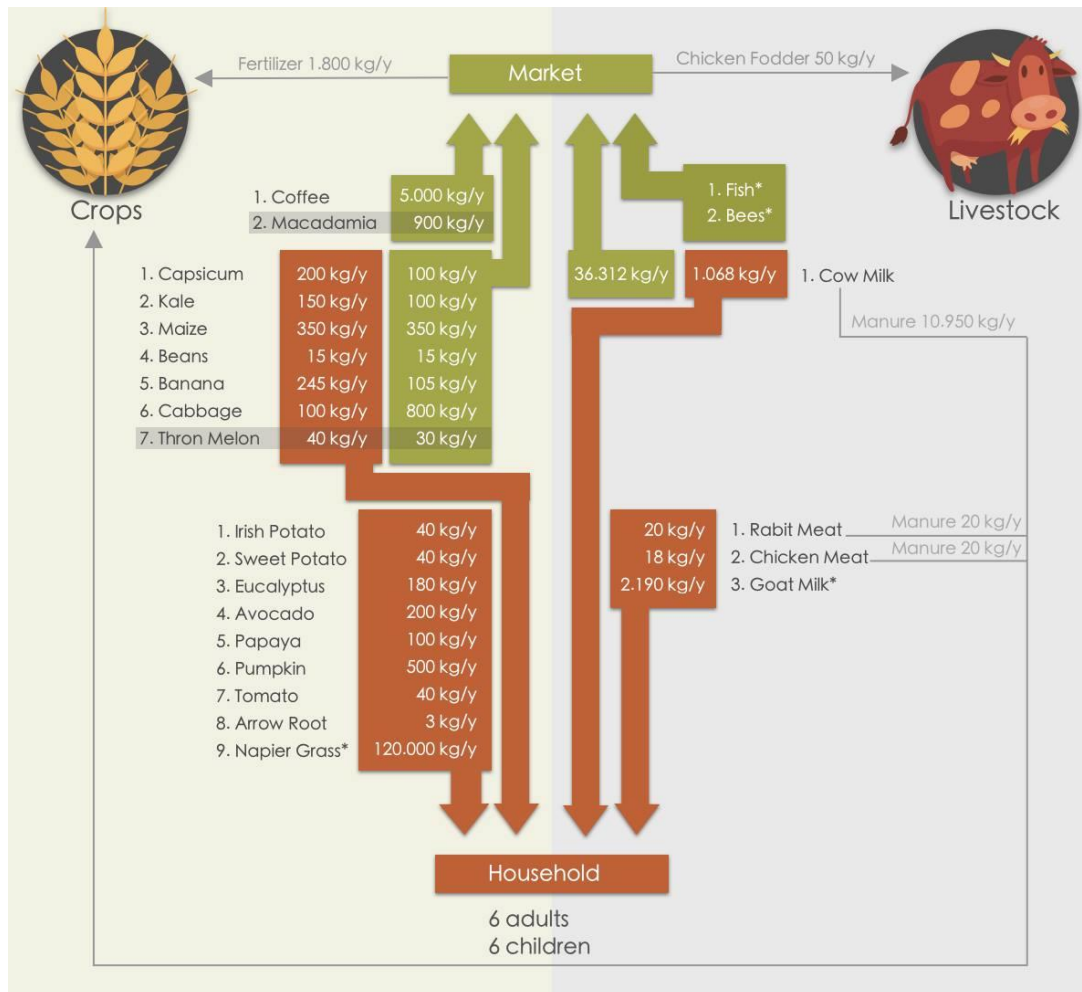 Fertilizer 1.800 kg/y
Market
Chicken Fodder 50 kg/y
Crops
Livestock
1. Coffee 5.000 kg/y
2. Macadamia 900 kg/y
1. Fish*
2. Bees*
1. Capsicum 200 kg/y 100 kg/y
2. Kale 150 kg/y 100 kg/y
3. Maize 350 kg/y 350 kg/y
4. Beans 15 kg/y 15 kg/y
5. Banana 245 kg/y 105 kg/y
6. Cabbage 100 kg/y 800 kg/y
7. Thron Melon 40 kg/y 30 kg/y
36.312 kg/y 1.068 kg/y 1. Cow Milk
Manure 10.950 kg/y
1. Irish Potato 40 kg/y
2. Sweet Potato 40 kg/y
3. Eucalyptus 180 kg/y
4. Avocado 200 kg/y
5. Papaya 100 kg/y
6. Pumpkin 500 kg/y
7. Tomato 40 kg/y
8. Arrow Root 3 kg/y
9. Napier Grass* 120.000 kg/y
20 kg/y 1. Rabit Meat Manure 20 kg/y
18 kg/y 2. Chicken Meat Manure 20 kg/y
2.190 kg/y 3. Goat Milk*
Household
6 adults
6 children